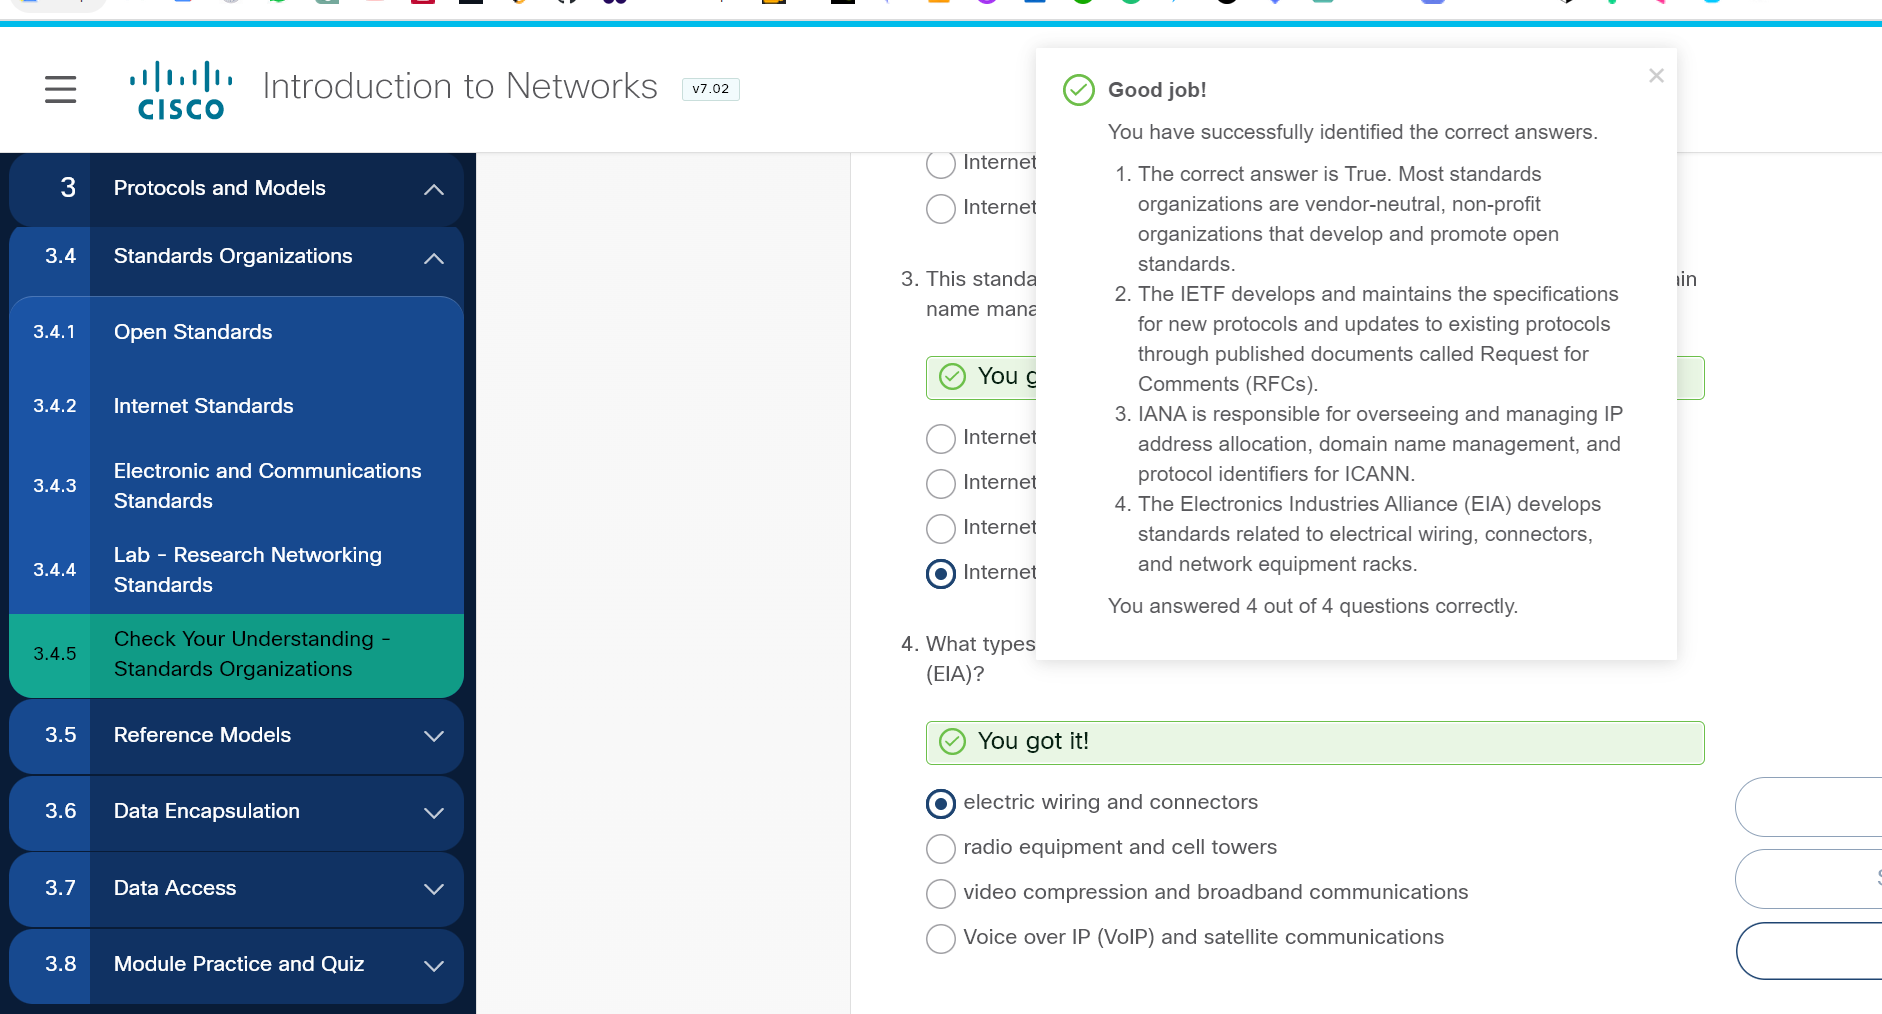 CISCO
Introduction to Networks
v7.02
3
Protocols and Models
3.4
Standards Organizations
3.4.1
Open Standards
3.4.2
Internet Standards
3.4.3
Electronic and Communications
Standards
3.4.4
Lab - Research Networking
Standards
3.4.5
Check Your Understanding -
Standards Organizations
3.5
Reference Models
3.6
Data Encapsulation
3.7
Data Access
3.8
Module Practice and Quiz
Internet
Internet
3. This
name
You
Internet
Internet
Internet
Internet
4. What types
(EIA)?
You got it!
electric wiring and connectors
radio equipment and cell towers
video compression and broadband communications
Voice over IP (VoIP) and satellite communications
Good job!
You have successfully identified the correct answers.
1. The correct answer is True. Most standards
organizations are vendor-neutral, non-profit
organizations that develop and promote open
standards.
2. The IETF develops and maintains the specifications
for new protocols and updates to existing protocols
through published documents called Request for
Comments (RFCs).
3. IANA is responsible for overseeing and managing IP
address allocation, domain name management, and
protocol identifiers for ICANN.
4. The Electronics Industries Alliance (EIA) develops
standards related to electrical wiring, connectors,
and network equipment racks.
You answered 4 out of 4 questions correctly.